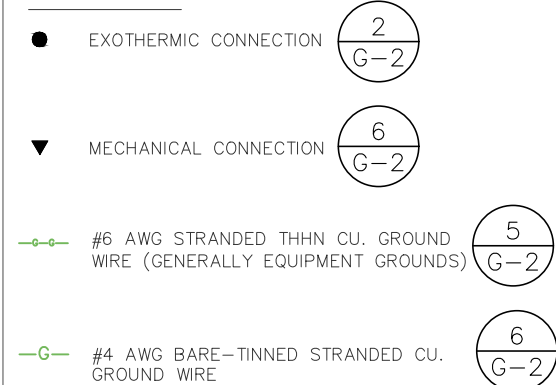 EXOTHERMIC CONNECTION 2
G-2
MECHANICAL CONNECTION 6
G-2
-G-G- #6 AWG STRANDED THHN CU. GROUND
WIRE (GENERALLY EQUIPMENT GROUNDS) 5
G-2
-G- #4 AWG BARE-TINNED STRANDED CU.
GROUND WIRE 6
G-2